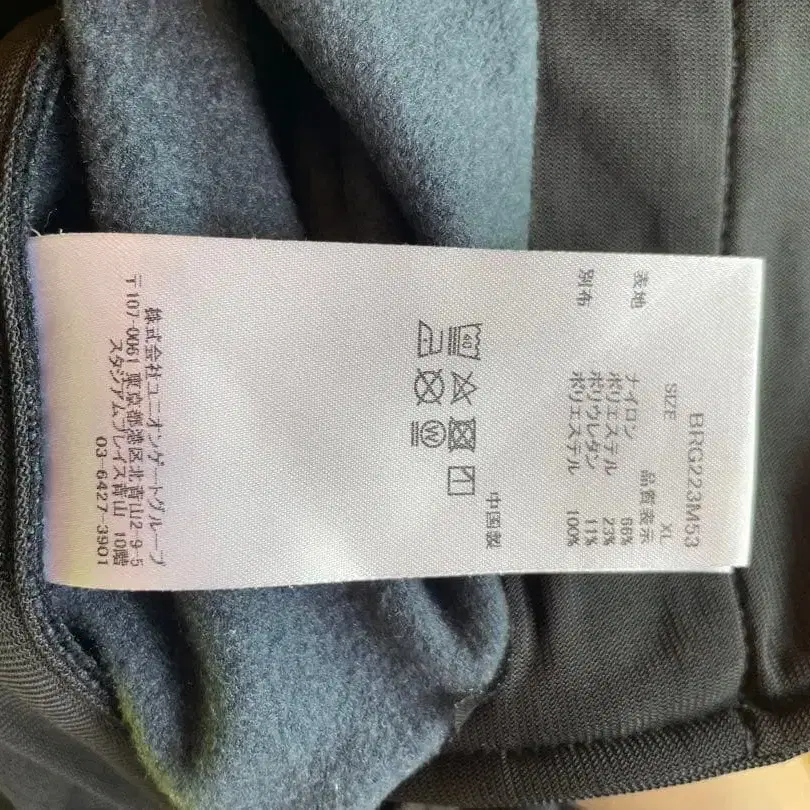 BRG223M53
SIZE XL
品質表示
表地 ナイロン 66%
ポリエステル 23%
ポリウレタン 11%
別布 ポリエステル 100%
中国製
40
W
株式会社ユニオンゲートグループ
〒107-0061 東京都港区北青山2-9-5
スタジアムプレイス青山 10階
03-6427-3901